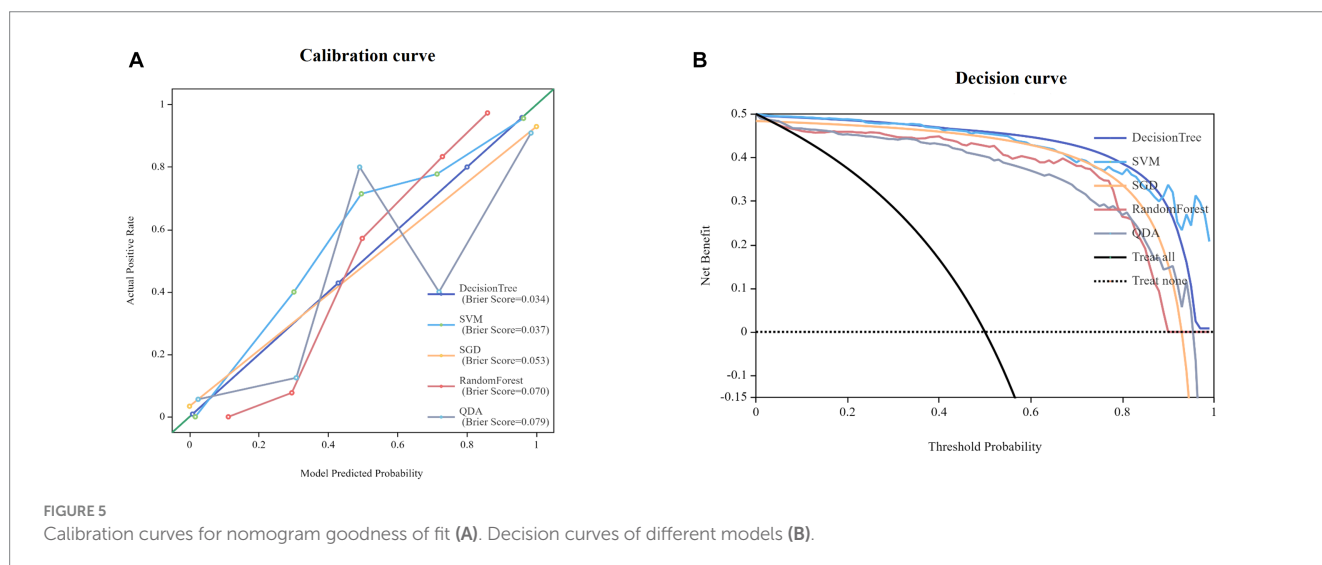 A
Calibration curve
Actual Positive Rate
1
0.8
0.6
0.4
0.2
0
0
0.2
0.4
0.6
0.8
1
Model Predicted Probability
DecisionTree
(Brier Score=0.034)
SVM
(Brier Score=0.037)
SGD
(Brier Score=0.053)
RandomForest
(Brier Score=0.070)
QDA
(Brier Score=0.079)
B
Decision curve
Net Benefit
0.5
0.4
0.3
0.2
0.1
0
-0.1
-0.15
0
0.2
0.4
0.6
0.8
1
Threshold Probability
DecisionTree
SVM
SGD
RandomForest
QDA
Treat all
Treat none
FIGURE 5
Calibration curves for nomogram goodness of fit (A). Decision curves of different models (B).